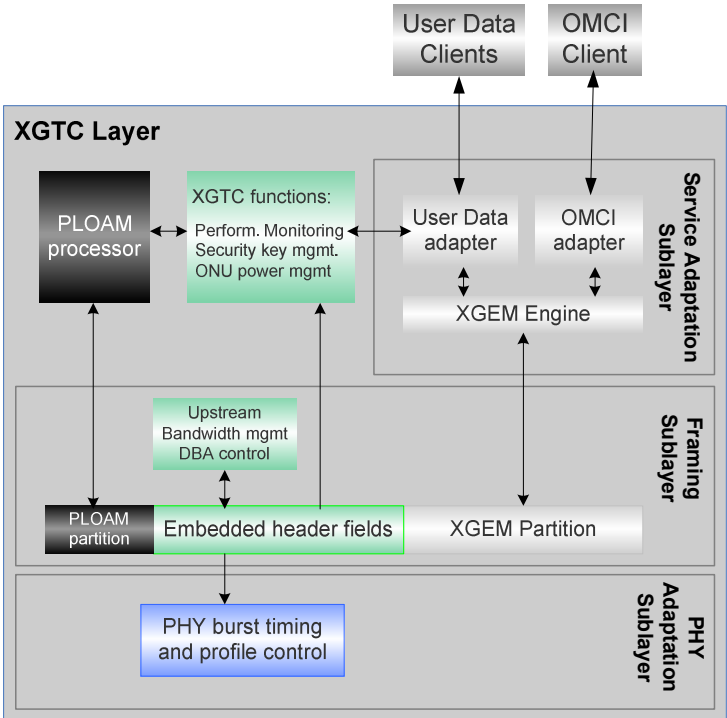 User Data
Clients
OMCI
Client
XGTC Layer
PLOAM
processor
XGTC functions:
Perform. Monitoring
Security key mgmt.
ONU power mgmt
User Data
adapter
OMCI
adapter
XGEM Engine
Service Adaptation
Sublayer
Upstream
Bandwidth mgmt
DBA control
Framing
Sublayer
PLOAM
partition
Embedded header fields
XGEM Partition
PHY burst timing
and profile control
PHY
Adaptation
Sublayer